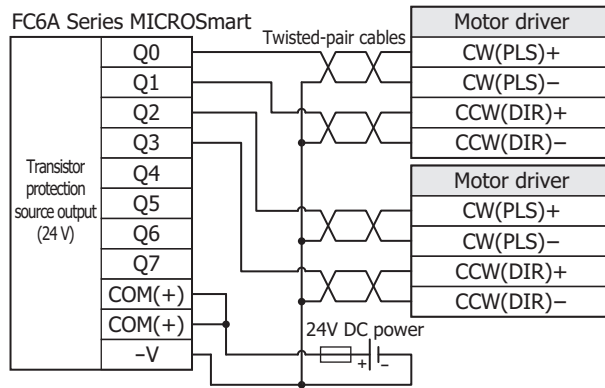 FC6A Series MICROSmart
Twisted-pair cables
Transistor
protection
source output
(24 V)
Q0
Q1
Q2
Q3
Q4
Q5
Q6
Q7
COM(+)
COM(+)
−V
Motor driver
CW(PLS)+
CW(PLS)−
CCW(DIR)+
CCW(DIR)−
Motor driver
CW(PLS)+
CW(PLS)−
CCW(DIR)+
CCW(DIR)−
24V DC power
+ −